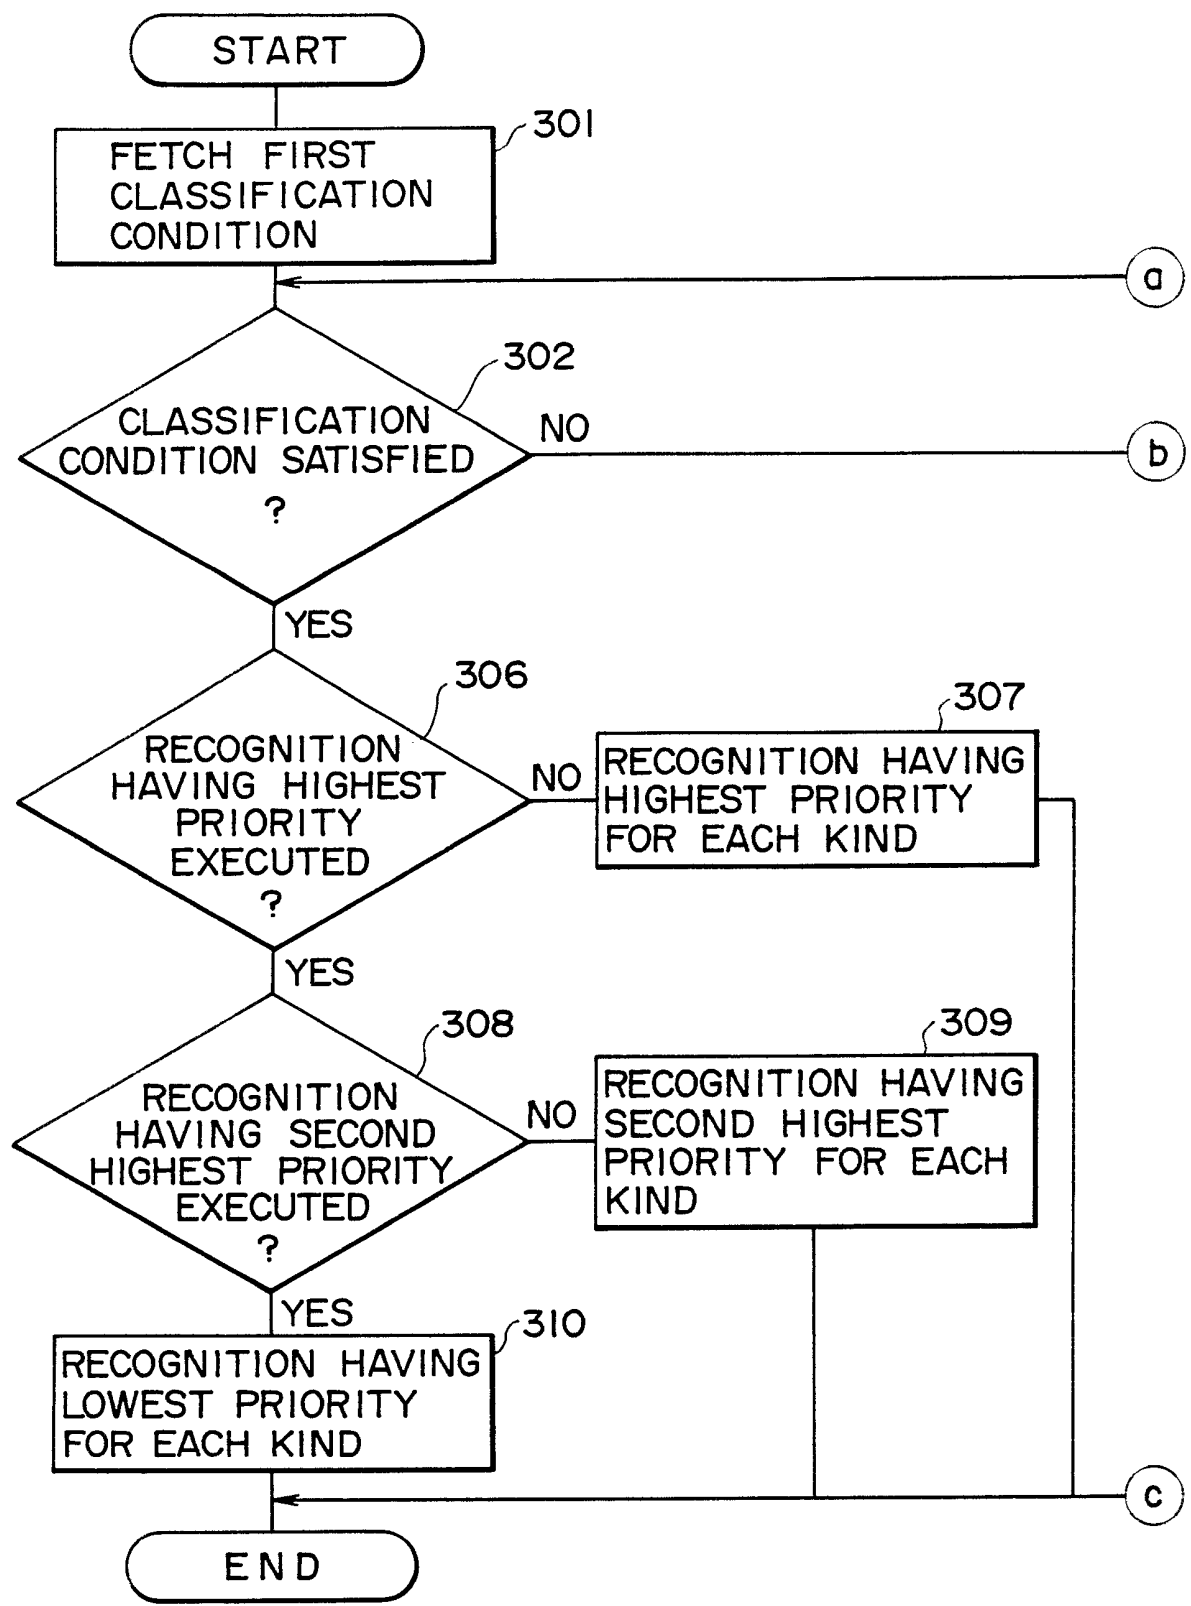 START
301
FETCH FIRST
CLASSIFICATION
CONDITION
a
302
CLASSIFICATION
CONDITION SATISFIED
?
NO
b
YES
306
RECOGNITION
HAVING HIGHEST
PRIORITY
EXECUTED
?
NO
307
RECOGNITION HAVING
HIGHEST PRIORITY
FOR EACH KIND
YES
308
RECOGNITION
HAVING SECOND
HIGHEST PRIORITY
EXECUTED
?
NO
309
RECOGNITION HAVING
SECOND HIGHEST
PRIORITY FOR EACH
KIND
YES
310
RECOGNITION HAVING
LOWEST PRIORITY
FOR EACH KIND
c
END